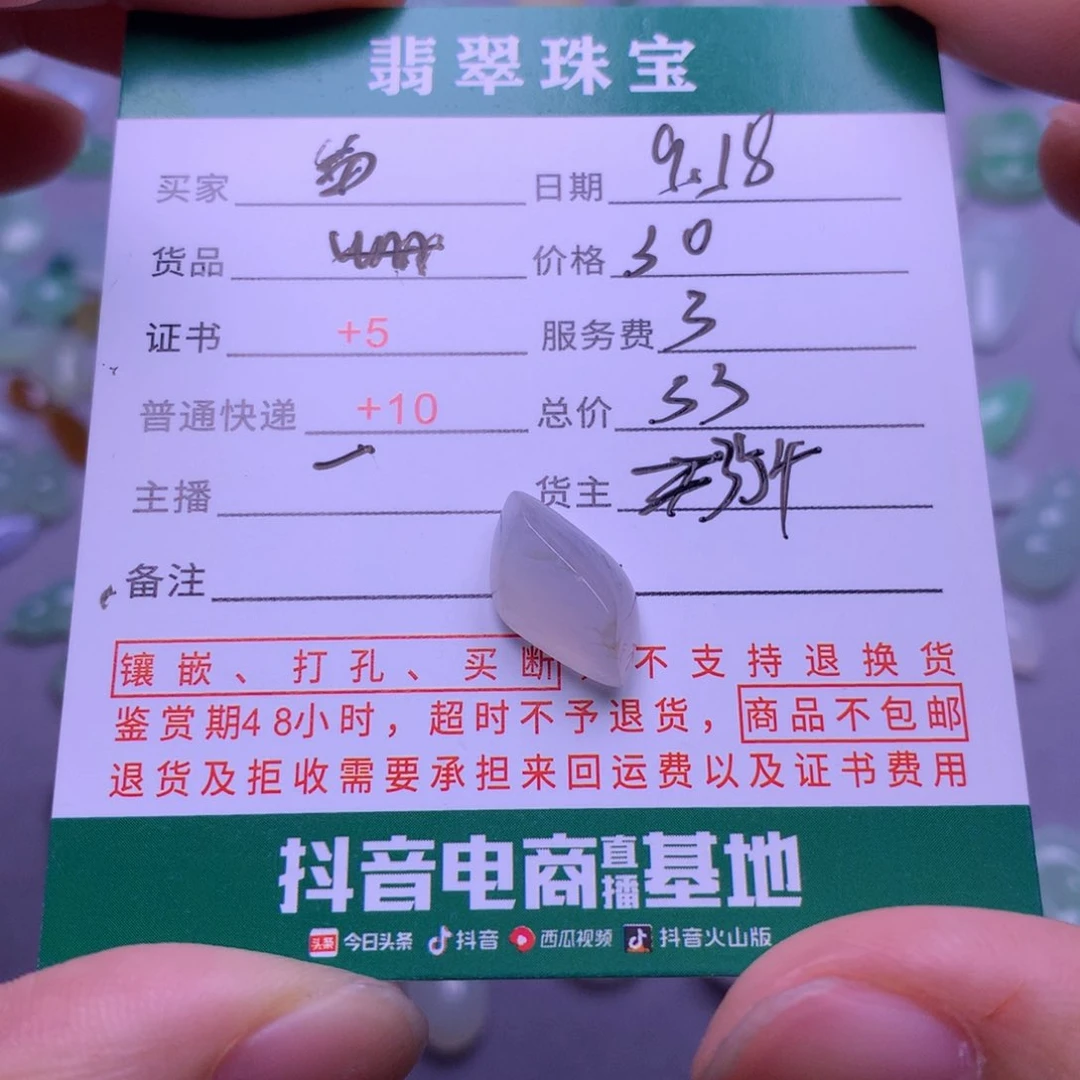 翡翠珠宝
买家 日期 9.18
货品 价格 30
证书 +5 服务费 3
普通快递 +10 总价 33
主播 一 货主
备注
镶嵌、打孔、买断，不支持退换货
鉴赏期48小时，超时不予退货，商品不包邮
退货及拒收需要承担来回运费以及证书费用
抖音电商直播基地
头条 今日头条 抖音 西瓜视频 抖音火山版